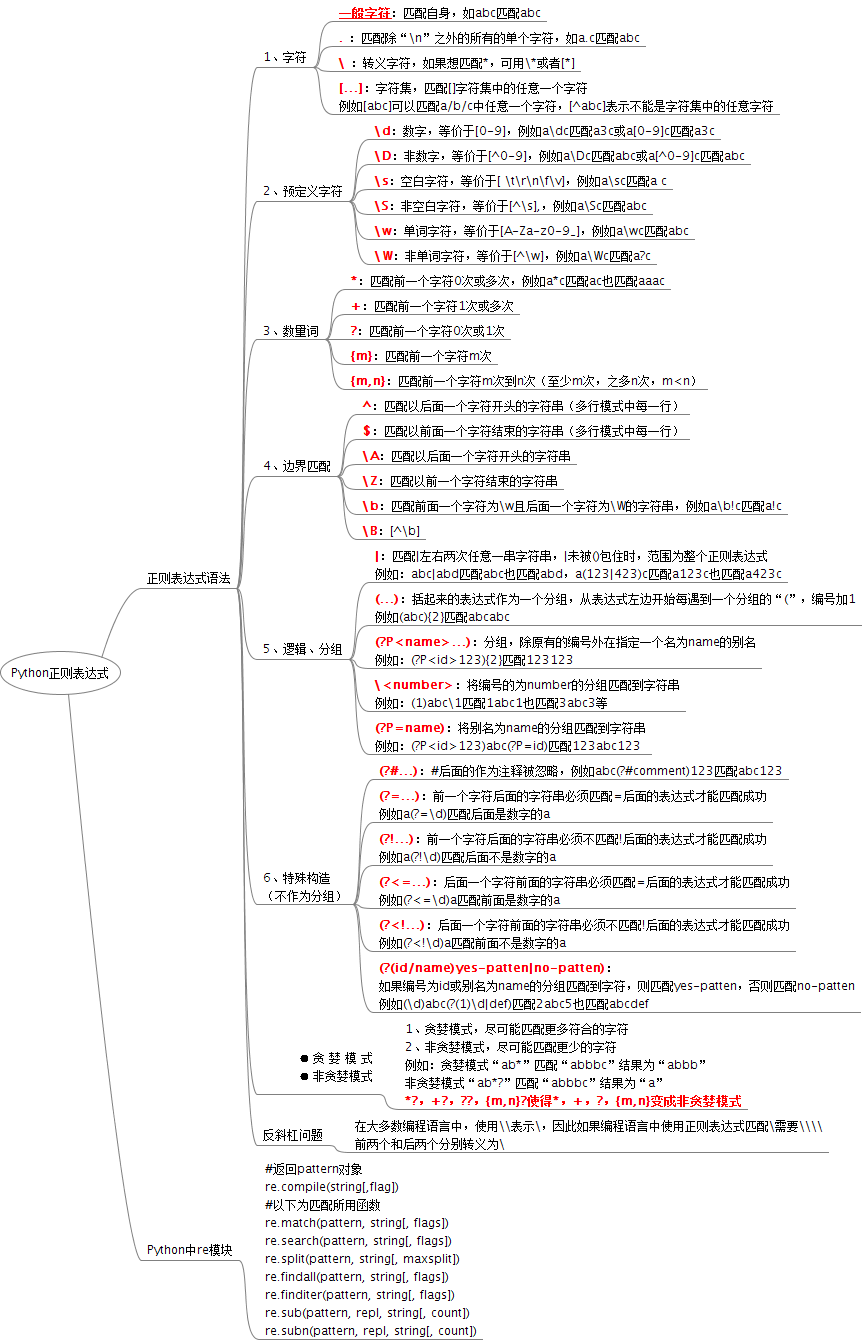 一般字符：匹配自身，如abc匹配abc
. ：匹配除“\n”之外的所有的单个字符，如a.c匹配abc
1、字符
\ ：转义字符，如果想匹配*，可用\*或者[*]
[...]：字符集，匹配[]字符集中的任意一个字符
例如[abc]可以匹配a/b/c中任意一个字符，[^abc]表示不能是字符集中的任意字符
\d：数字，等价于[0-9]，例如a\dc匹配a3c或a[0-9]c匹配a3c
\D：非数字，等价于[^0-9]，例如a\Dc匹配abc或a[^0-9]c匹配abc
\s：空白字符，等价于[ \t\r\n\f\v]，例如a\sc匹配a c
2、预定义字符
\S：非空白字符，等价于[^\s],，例如a\Sc匹配abc
\w：单词字符，等价于[A-Za-z0-9_]，例如a\wc匹配abc
\W：非单词字符，等价于[^\w]，例如a\Wc匹配a?c
*：匹配前一个字符0次或多次，例如a*c匹配ac也匹配aaac
+：匹配前一个字符1次或多次
3、数量词
?：匹配前一个字符0次或1次
{m}：匹配前一个字符m次
{m,n}：匹配前一个字符m次到n次（至少m次，之多n次，m<n）
^：匹配以后面一个字符开头的字符串（多行模式中每一行）
$：匹配以前面一个字符结束的字符串（多行模式中每一行）
\A：匹配以后面一个字符开头的字符串
4、边界匹配
\Z：匹配以前一个字符结束的字符串
\b：匹配前面一个字符为\w且后面一个字符为\W的字符串，例如a\b!c匹配a!c
\B：[^\b]
|：匹配|左右两次任意一串字符串，|未被()包住时，范围为整个正则表达式
例如：abc|abd匹配abc也匹配abd，a(123|423)c匹配a123c也匹配a423c
正则表达式语法
(...)：括起来的表达式作为一个分组，从表达式左边开始每遇到一个分组的“(”，编号加1
例如(abc){2}匹配abcabc
5、逻辑、分组
(?P<name>...)：分组，除原有的编号外在指定一个名为name的别名
例如：(?P<id>123){2}匹配123123
Python正则表达式
\<number>：将编号的为number的分组匹配到字符串
例如：(1)abc\1匹配1abc1也匹配3abc3等
(?P=name)：将别名为name的分组匹配到字符串
例如：(?P<id>123)abc(?P=id)匹配123abc123
(?#...)：#后面的作为注释被忽略，例如abc(?#comment)123匹配abc123
(?=...)：前一个字符后面的字符串必须匹配=后面的表达式才能匹配成功
例如a(?=\d)匹配后面是数字的a
(?!...)：前一个字符后面的字符串必须不匹配!后面的表达式才能匹配成功
例如a(?!\d)匹配后面不是数字的a
6、特殊构造
（不作为分组）
(?<=...)：后面一个字符前面的字符串必须匹配=后面的表达式才能匹配成功
例如(?<=\d)a匹配前面是数字的a
(?<!...)：后面一个字符前面的字符串必须不匹配!后面的表达式才能匹配成功
例如(?<!\d)a匹配前面不是数字的a
(?(id/name)yes-patten|no-patten)：
如果编号为id或别名为name的分组匹配到字符，则匹配yes-patten，否则匹配no-patten
例如(\d)abc(?(1)\d|def)匹配2abc5也匹配abcdef
● 贪 婪 模 式
● 非贪婪模式
1、贪婪模式，尽可能匹配更多符合的字符
2、非贪婪模式，尽可能匹配更少的字符
例如：贪婪模式“ab*”匹配“abbbc”结果为“abbb”
非贪婪模式“ab*?”匹配“abbbc”结果为“a”
*?，+?，??，{m,n}?使得*，+，?，{m,n}变成非贪婪模式
反斜杠问题
在大多数编程语言中，使用\\表示\，因此如果编程语言中使用正则表达式匹配\需要\\\\
前两个和后两个分别转义为\
Python中re模块
#返回pattern对象
re.compile(string[,flag])
#以下为匹配所用函数
re.match(pattern, string[, flags])
re.search(pattern, string[, flags])
re.split(pattern, string[, maxsplit])
re.findall(pattern, string[, flags])
re.finditer(pattern, string[, flags])
re.sub(pattern, repl, string[, count])
re.subn(pattern, repl, string[, count])